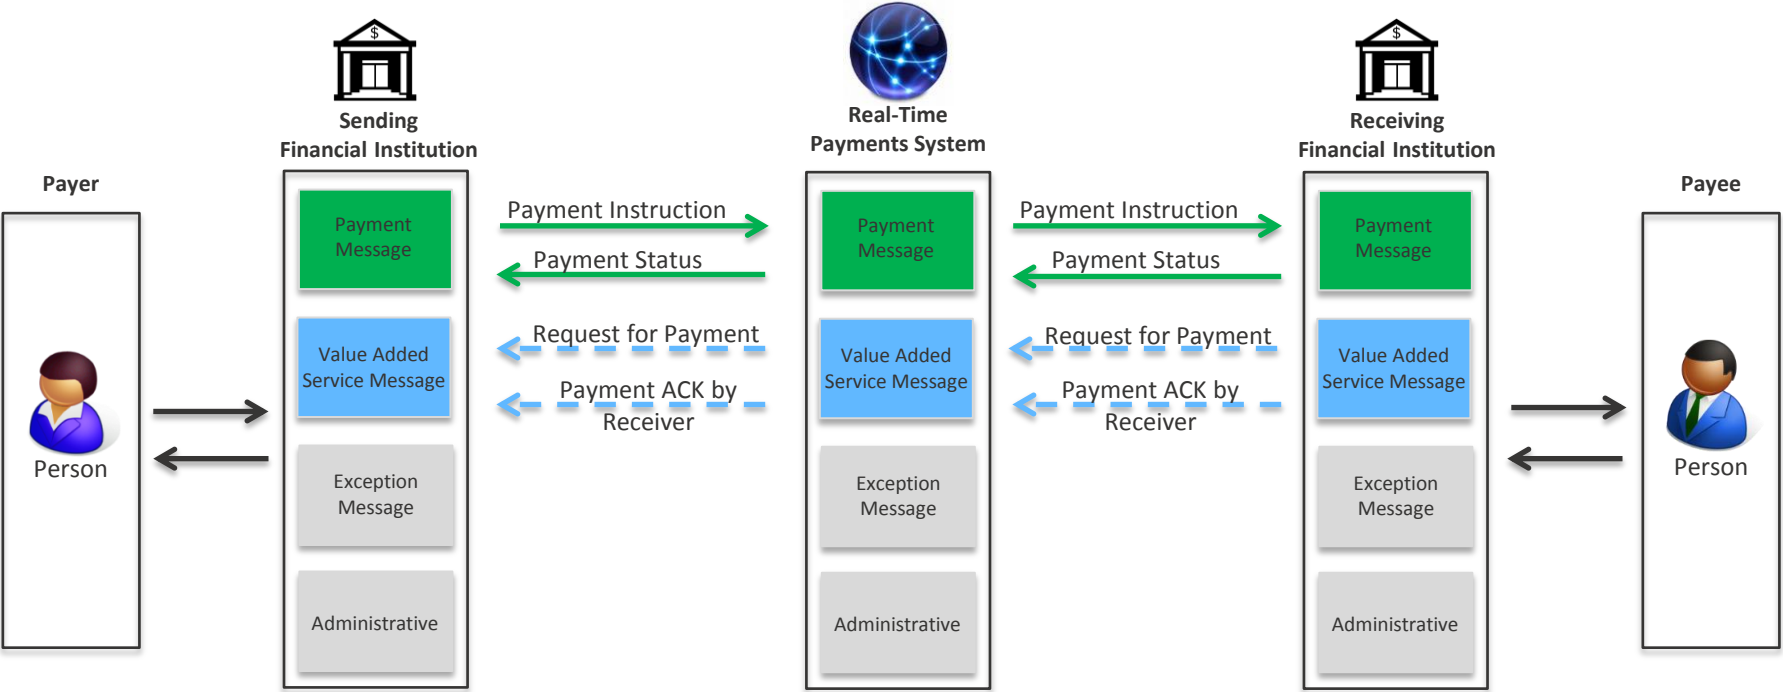 $
$
Sending
Financial Institution
Real-Time
Payments System
Receiving
Financial Institution
Payer
Payee
Payment
Message
Payment Instruction
Payment Status
Payment
Message
Payment Instruction
Payment Status
Payment
Message
Value Added
Service Message
Request for Payment
Payment ACK by
Receiver
Value Added
Service Message
Request for Payment
Payment ACK by
Receiver
Value Added
Service Message
Person
Person
Exception
Message
Exception
Message
Exception
Message
Administrative
Administrative
Administrative